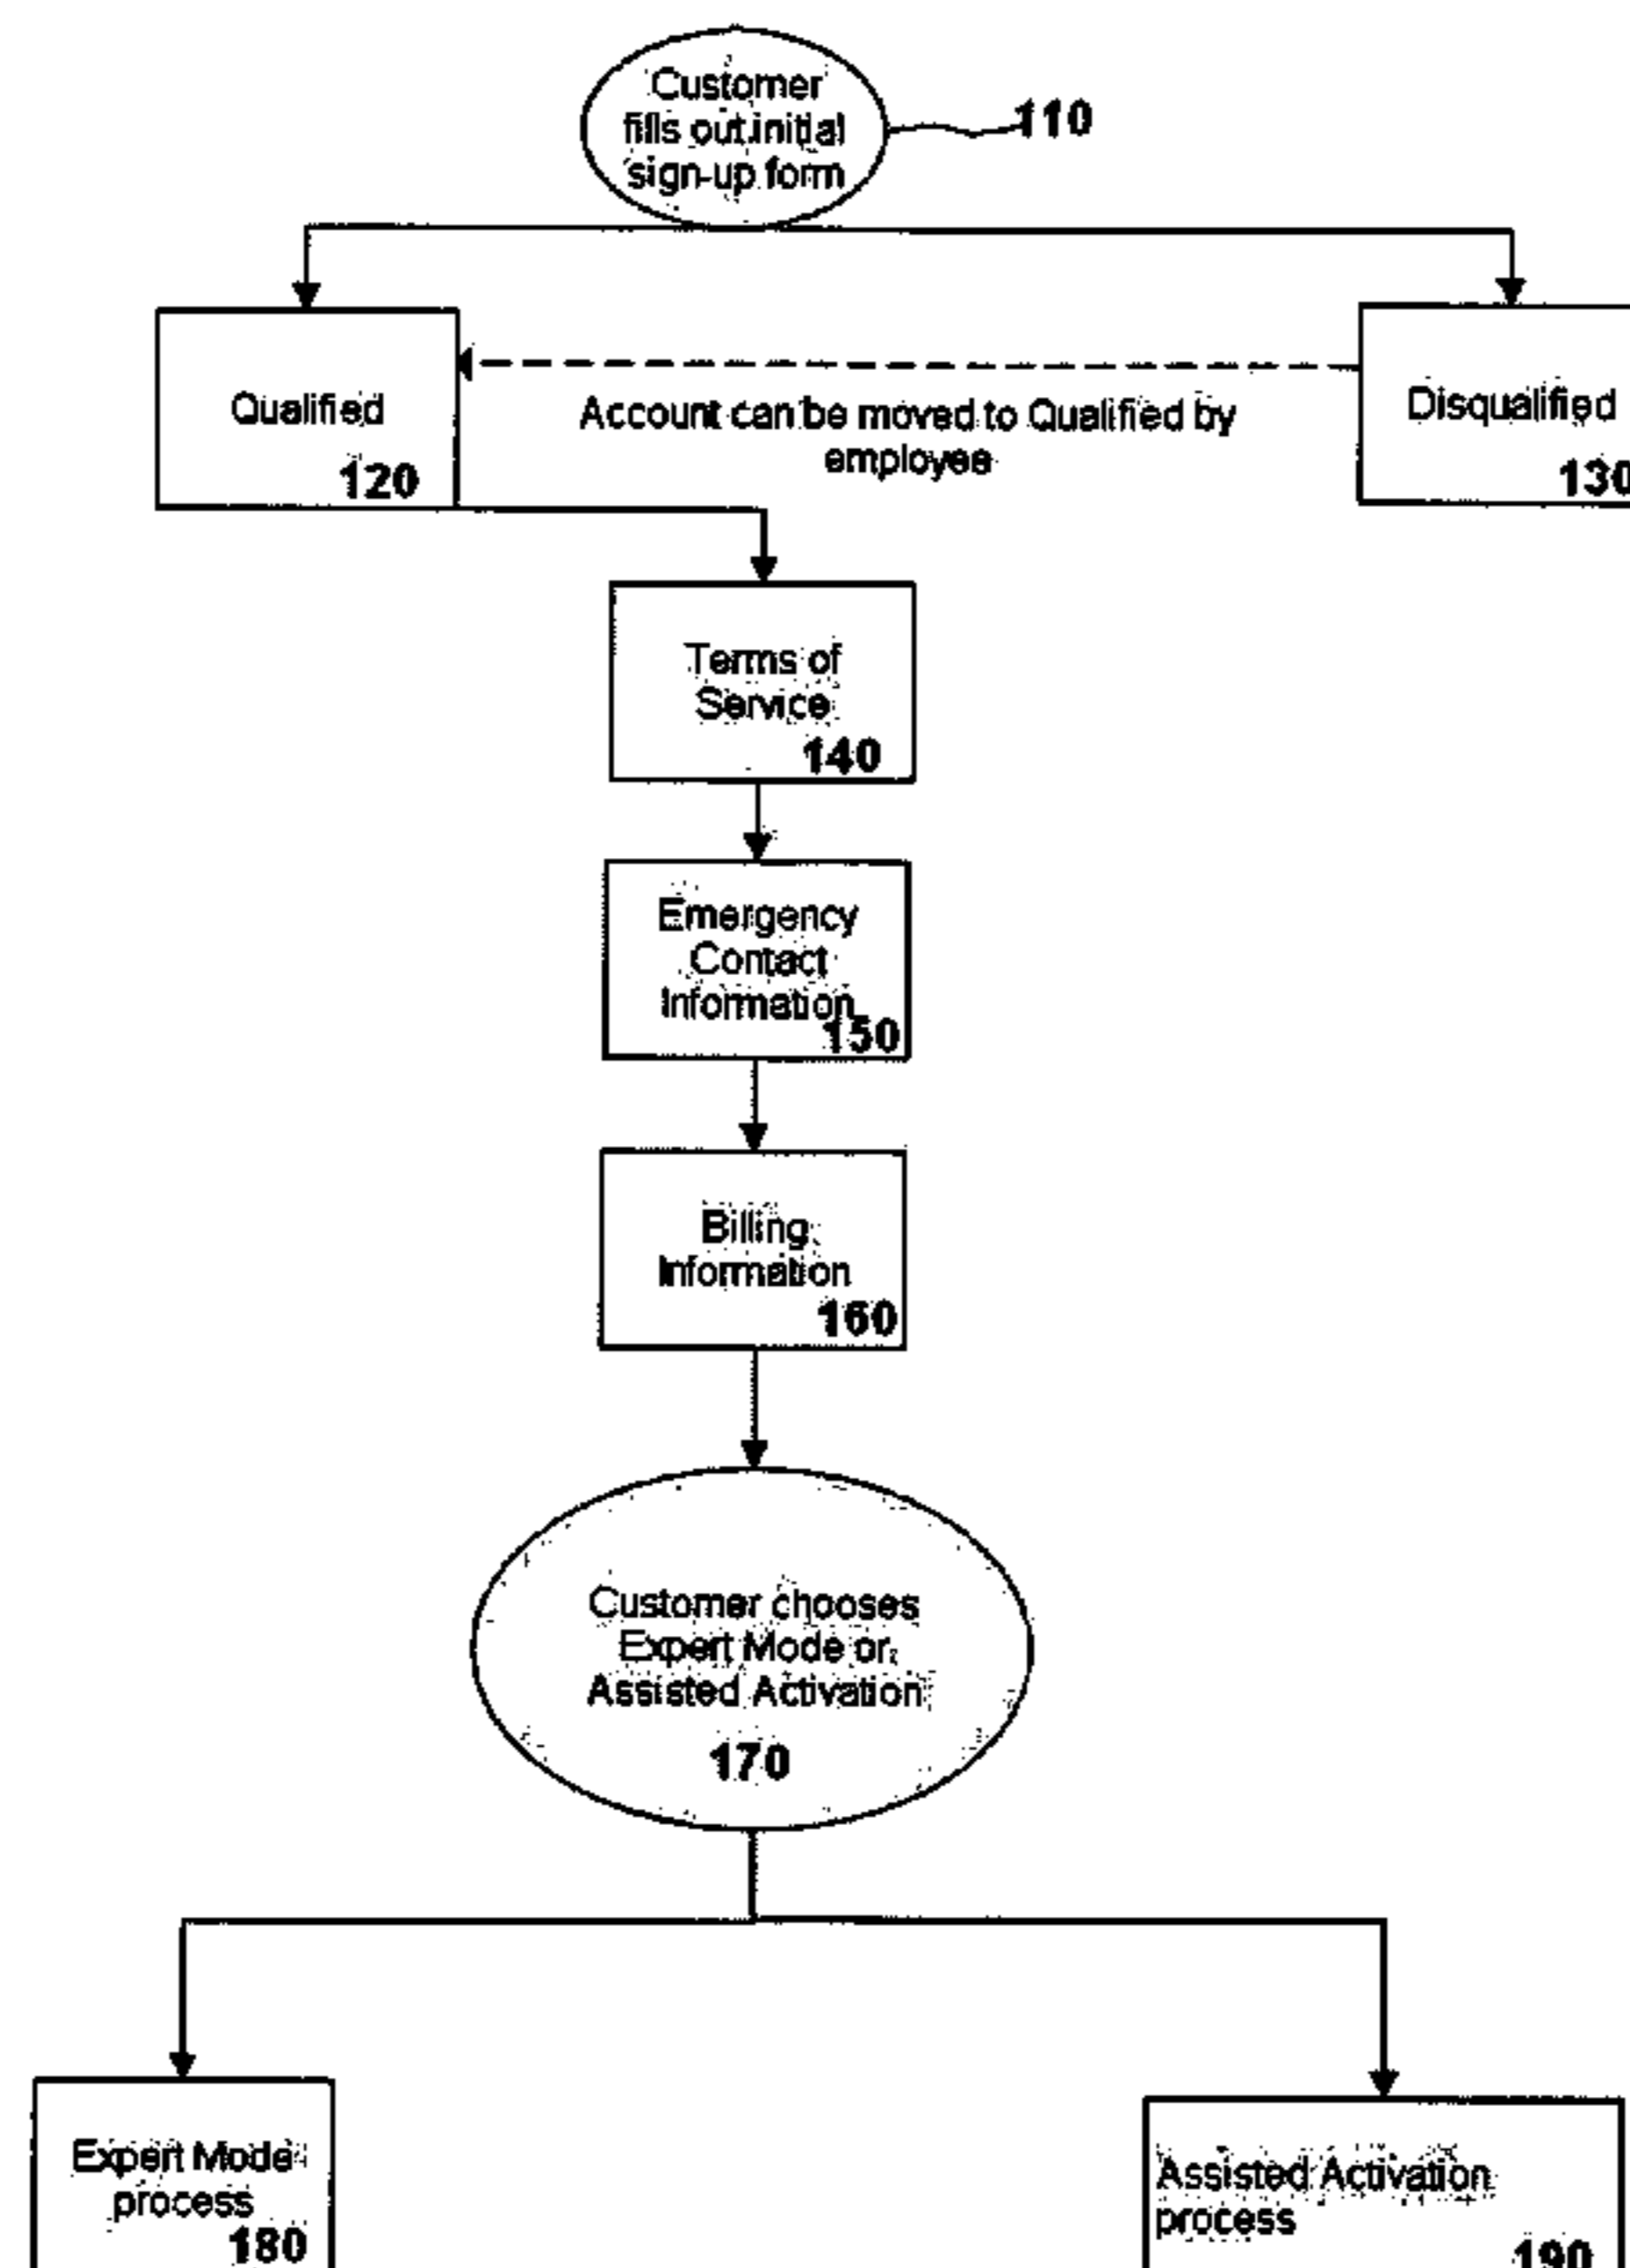 Customer
fills out initial
sign-up form
110
Qualified
120
Account can be moved to Qualified by
employee
Disqualified
130
Terms of
Service
140
Emergency
Contact
Information
150
Billing
Information
160
Customer chooses
Expert Mode or
Assisted Activation
170
Expert Mode
process
180
Assisted Activation
process
190